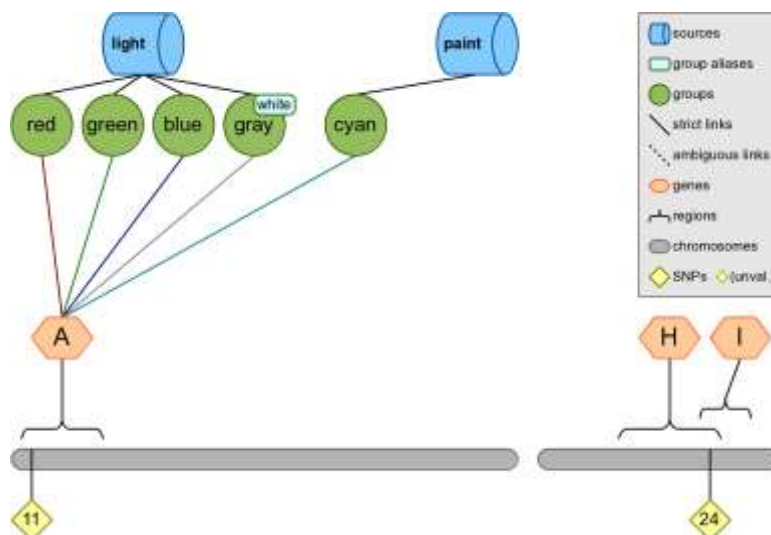 light
paint
red
green
blue
gray
white
cyan
sources
group aliases
groups
strict links
ambiguous links
genes
regions
chromosomes
SNPs
(unval.
A
H
I
11
24